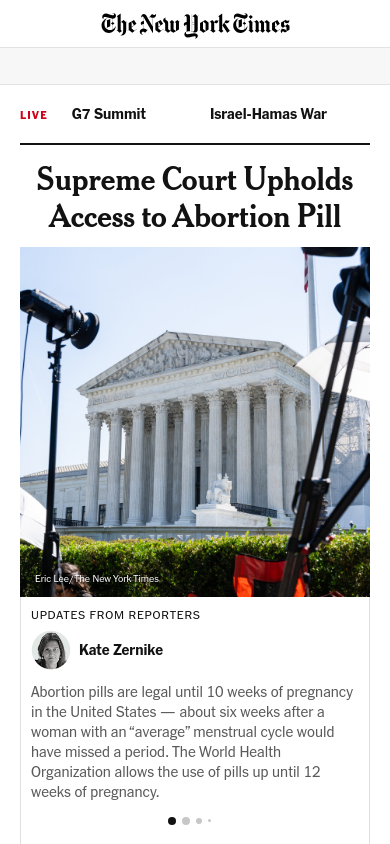 The New York Times
LIVE G7 Summit Israel-Hamas War
Supreme Court Upholds
Access to Abortion Pill
Eric Lee/The New York Times
UPDATES FROM REPORTERS
Kate Zernike
Abortion pills are legal until 10 weeks of pregnancy
in the United States — about six weeks after a
woman with an “average” menstrual cycle would
have missed a period. The World Health
Organization allows the use of pills up until 12
weeks of pregnancy.